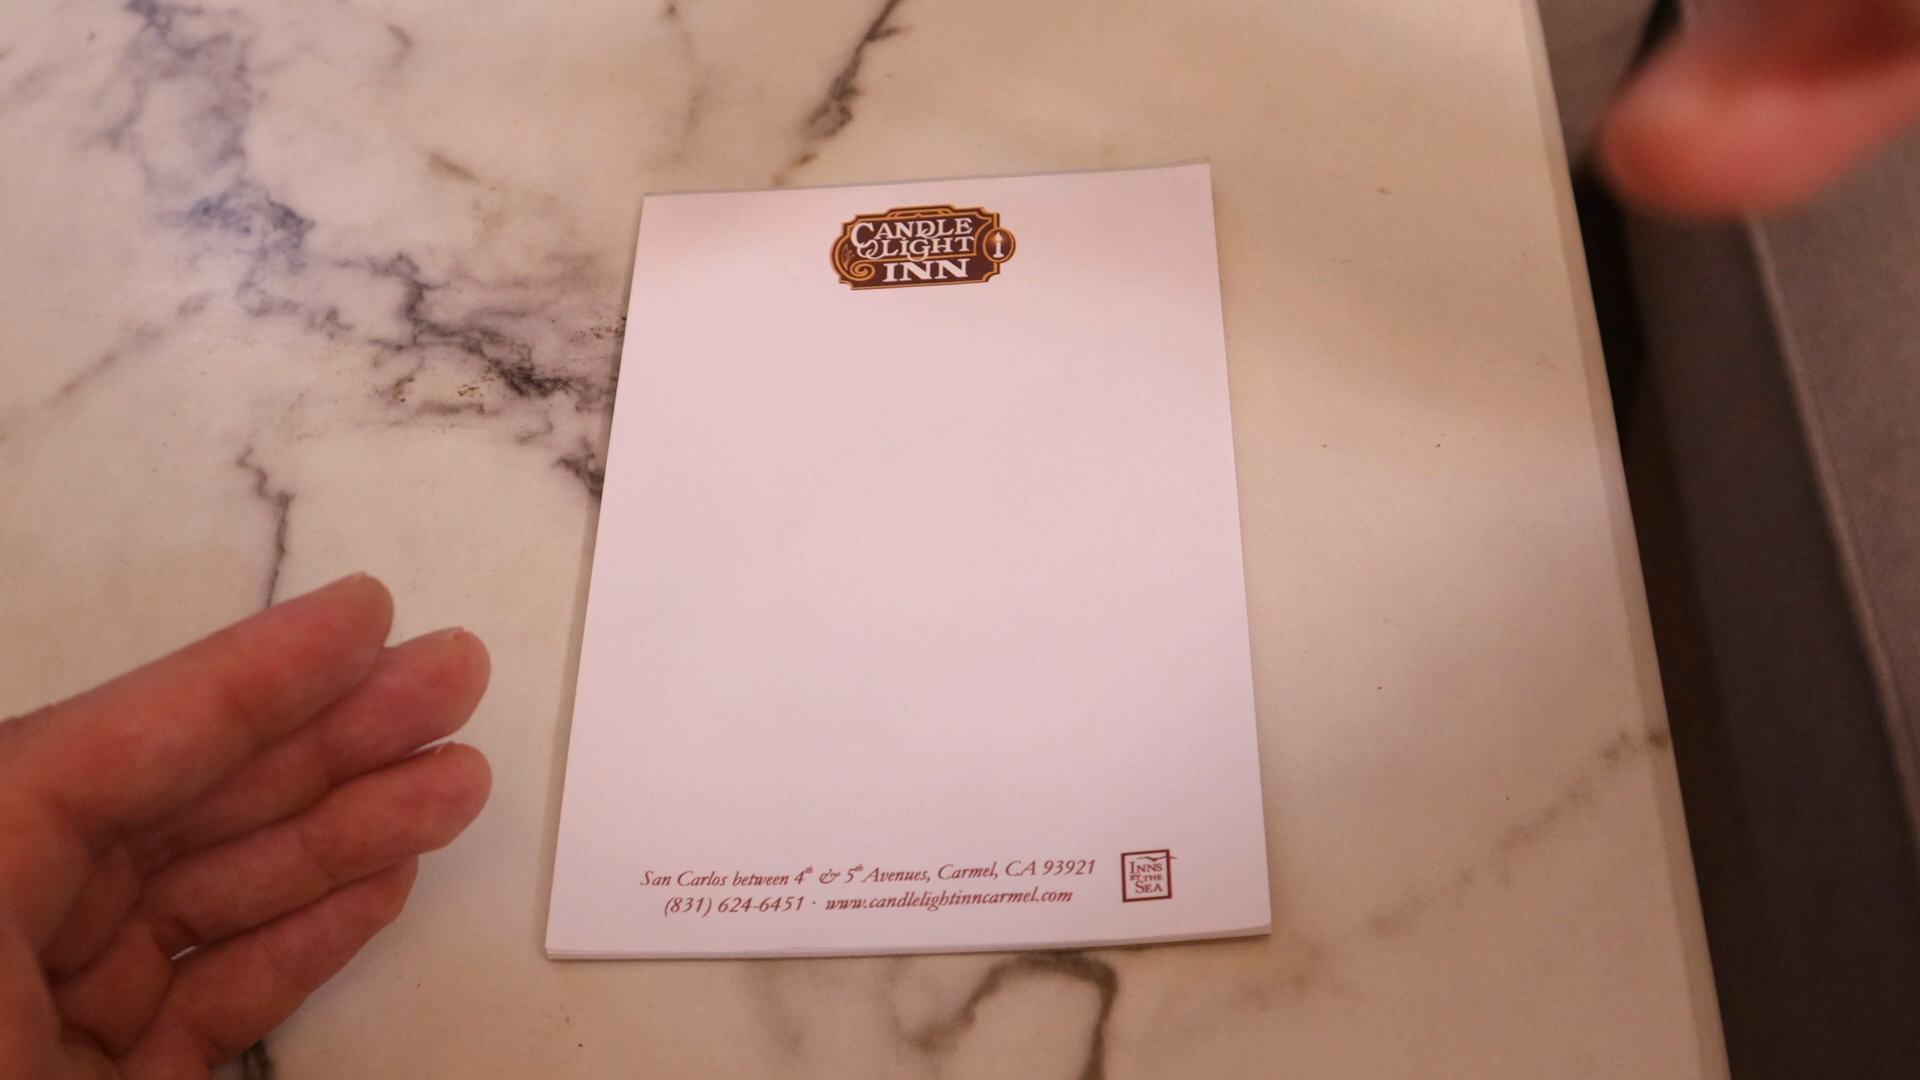 CANDLE
LIGHT
INN
San Carlos between 4th & 5th Avenues, Carmel, CA 93921
(831) 624-6451 · www.candlelightinncarmel.com
INNS
BY THE
SEA